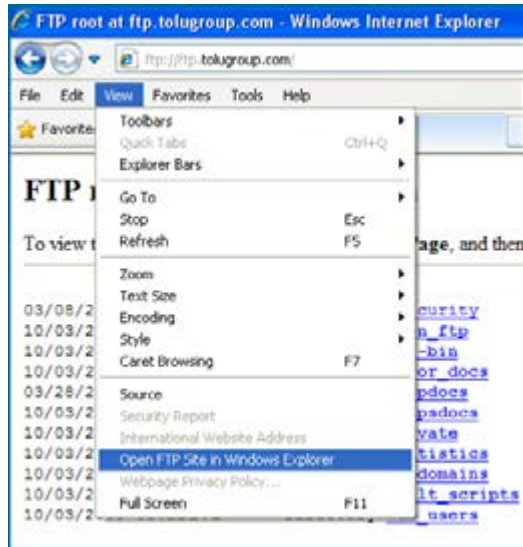 FTP root at ftp.tolugroup.com - Windows Internet Explorer
ftp://ftp.tolugroup.com/
File Edit View Favorites Tools Help
Favorite
Toolbars
Quick Tabs Ctrl+Q
Explorer Bars
FTP
Go To
Stop Esc
Refresh F5
To view t age, and then
Zoom
Text Size
Encoding
Style
Caret Browsing F7
Source
Security Report
International Website Address
Open FTP Site in Windows Explorer
Webpage Privacy Policy...
Full Screen F11
03/08/2 curity
10/03/2 n_ftp
10/03/2 -bin
10/03/2 or_docs
03/28/2 pdocs
10/03/2 psdocs
10/03/2 vate
10/03/2 tistics
10/03/2 domains
10/03/2 lt_scripts
10/03/2 _users